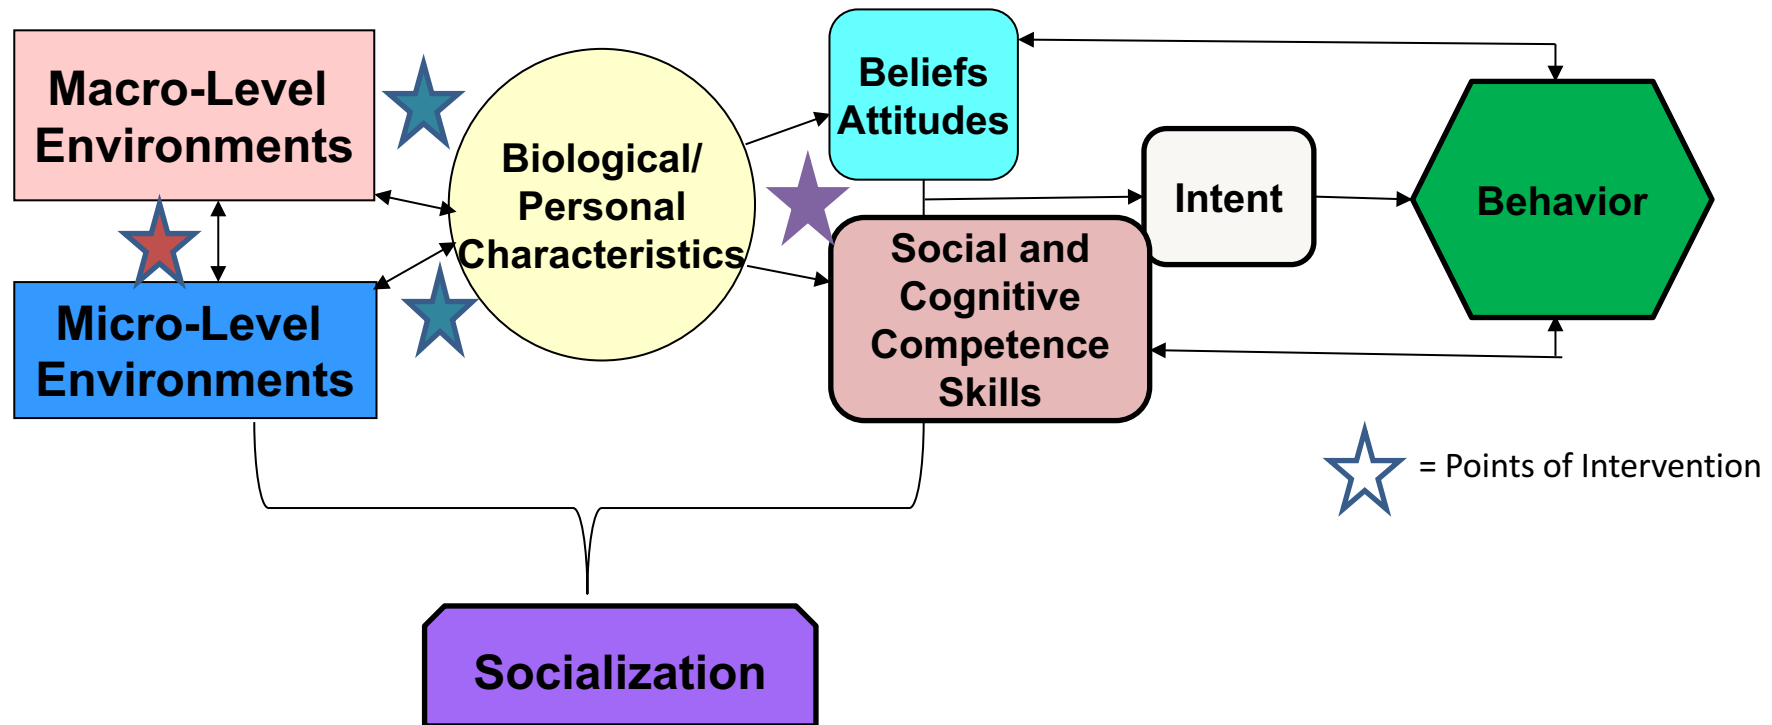 Macro-Level
Environments
Micro-Level
Environments
Biological/
Personal
Characteristics
Beliefs
Attitudes
Social and
Cognitive
Competence
Skills
Intent
Behavior
= Points of Intervention
Socialization